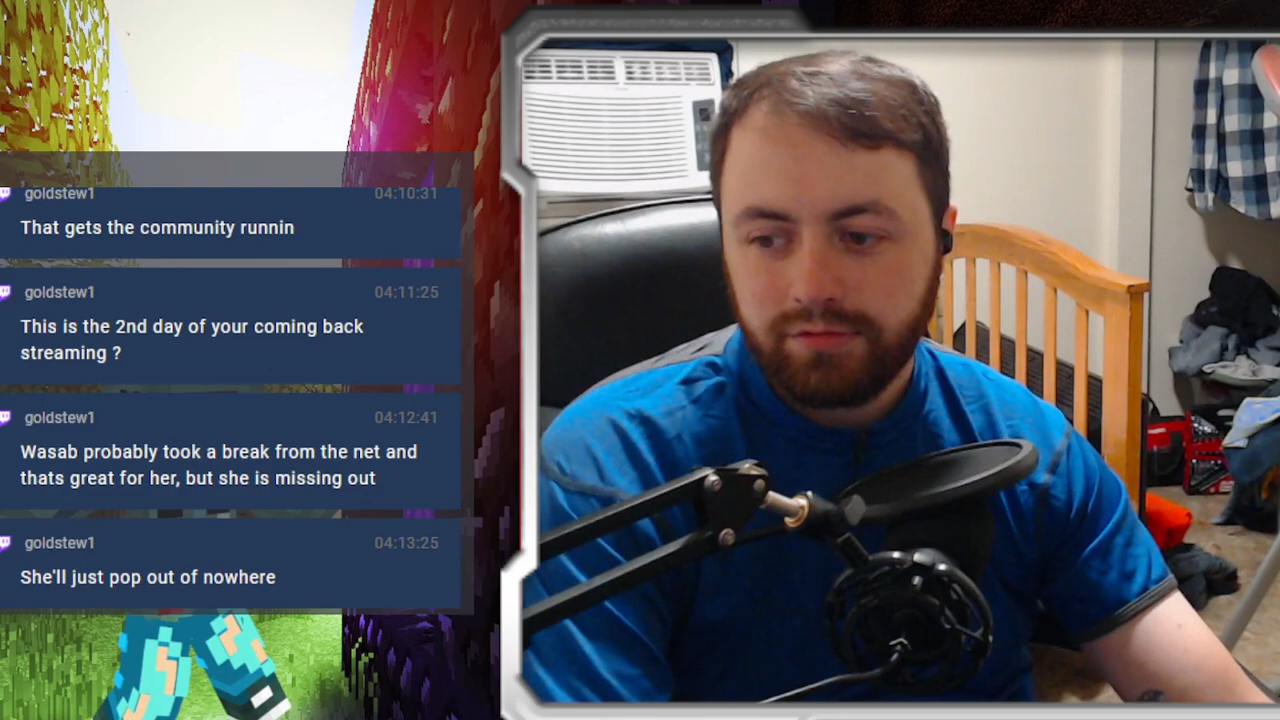 goldstew1 04:10:31
That gets the community runnin
goldstew1 04:11:25
This is the 2nd day of your coming back
streaming ?
goldstew1 04:12:41
Wasab probably took a break from the net and
thats great for her, but she is missing out
goldstew1 04:13:25
She'll just pop out of nowhere